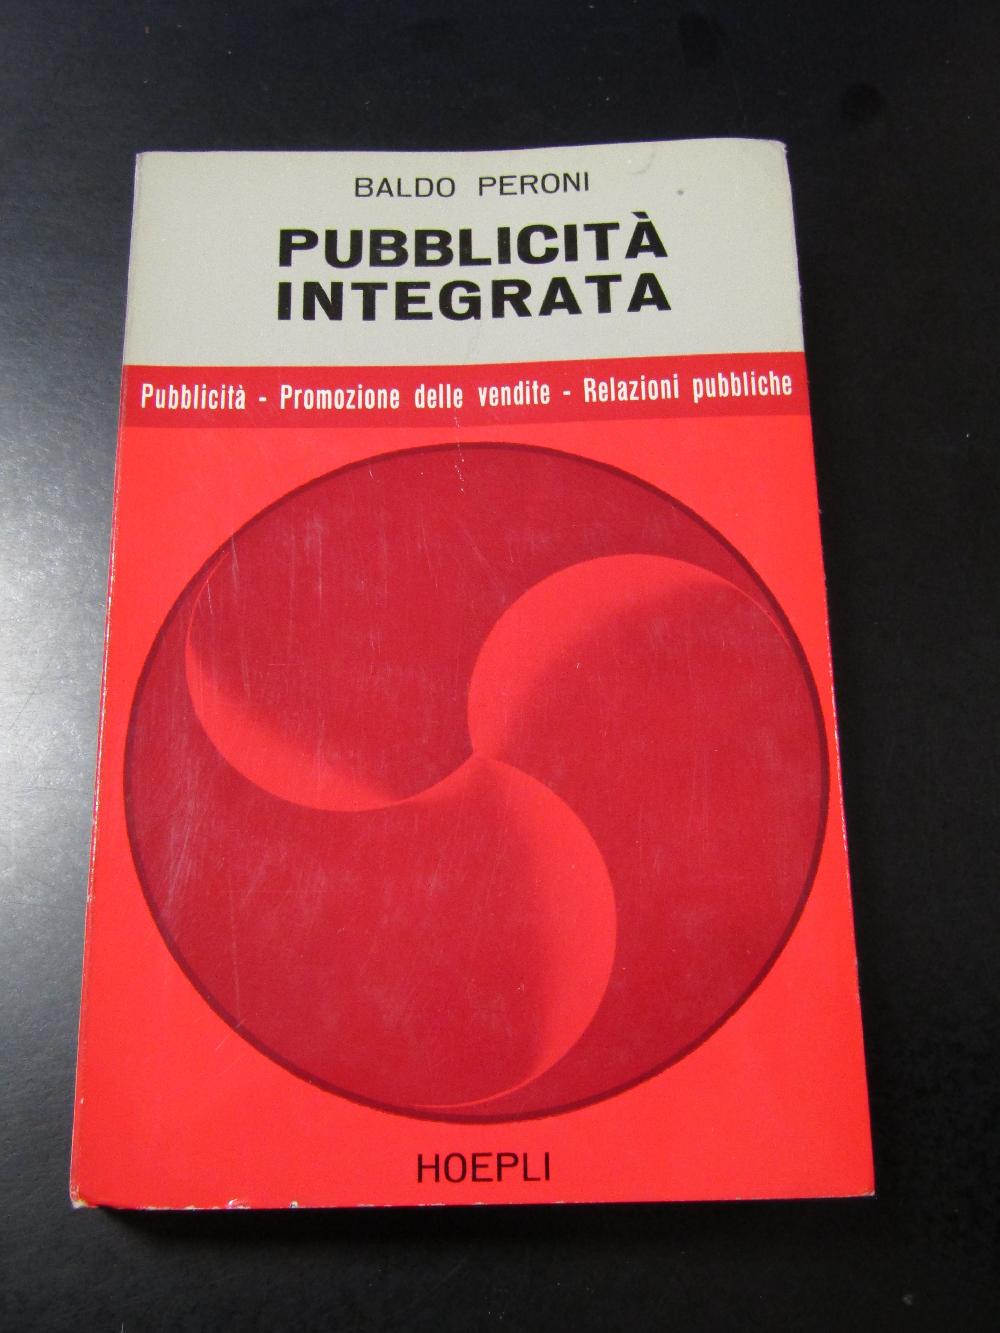 BALDO PERONI
PUBBLICITÀ
INTEGRATA
Pubblicità - Promozione delle vendite - Relazioni pubbliche
HOEPLI